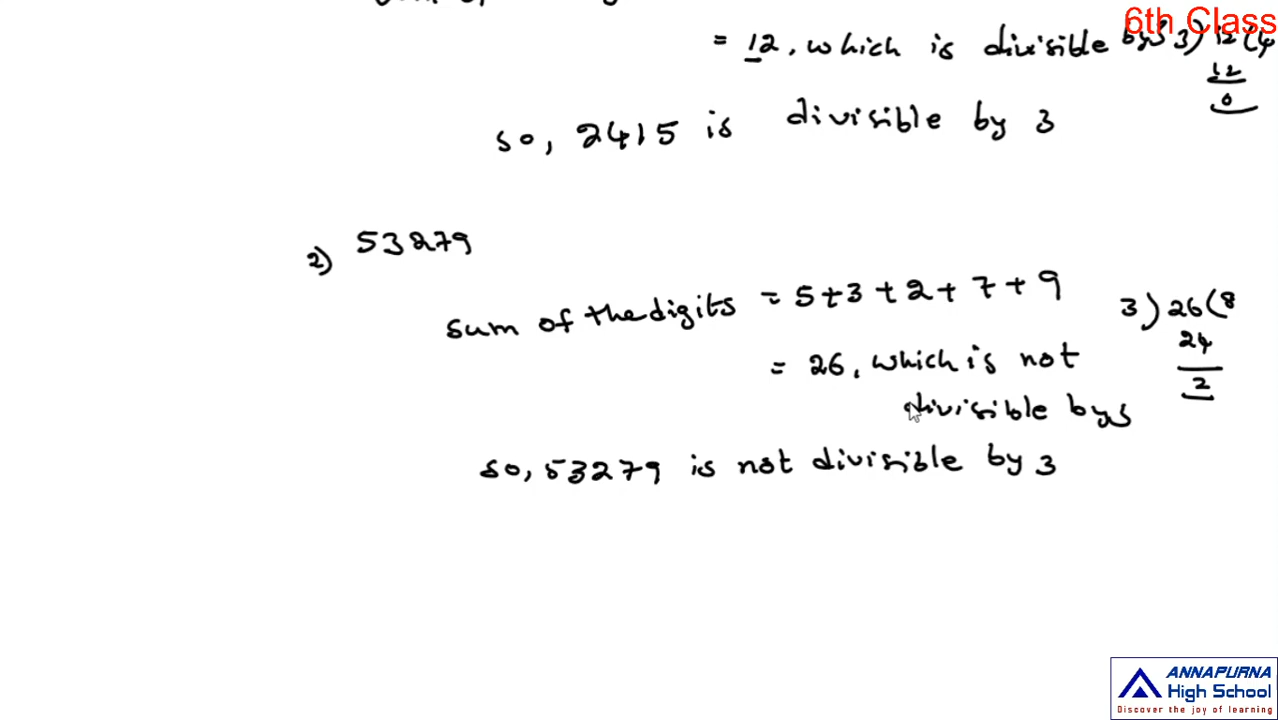 6th Class
= 12, which is divisible by 3 3) 12 (4
12
0
so, 2415 is divisible by 3
2) 53279
sum of the digits = 5+3+2+7+9
3) 26 (8
24
2
= 26, which is not
divisible by 3
so, 53279 is not divisible by 3
ANNAPURNA
High School
Discover the joy of learning